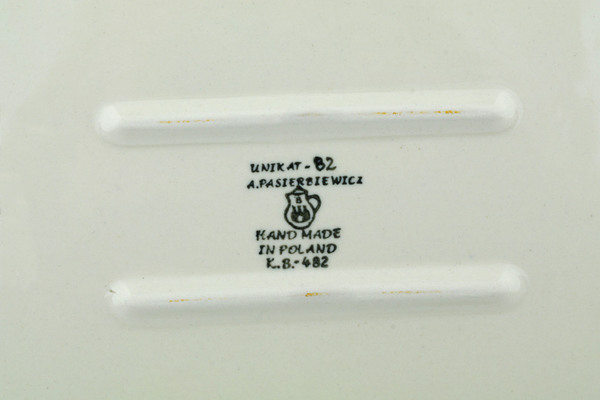 UNIKAT - 82
A.PASIERBIEWICZ
B
HAND MADE
IN POLAND
K.B.-482